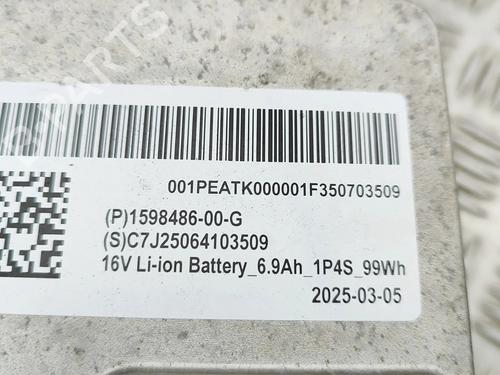 001PEATK000001F350703509
(P)1598486-00-G
(S)C7J25064103509
16V Li-ion Battery_6.9Ah_1P4S_99Wh
2025-03-05